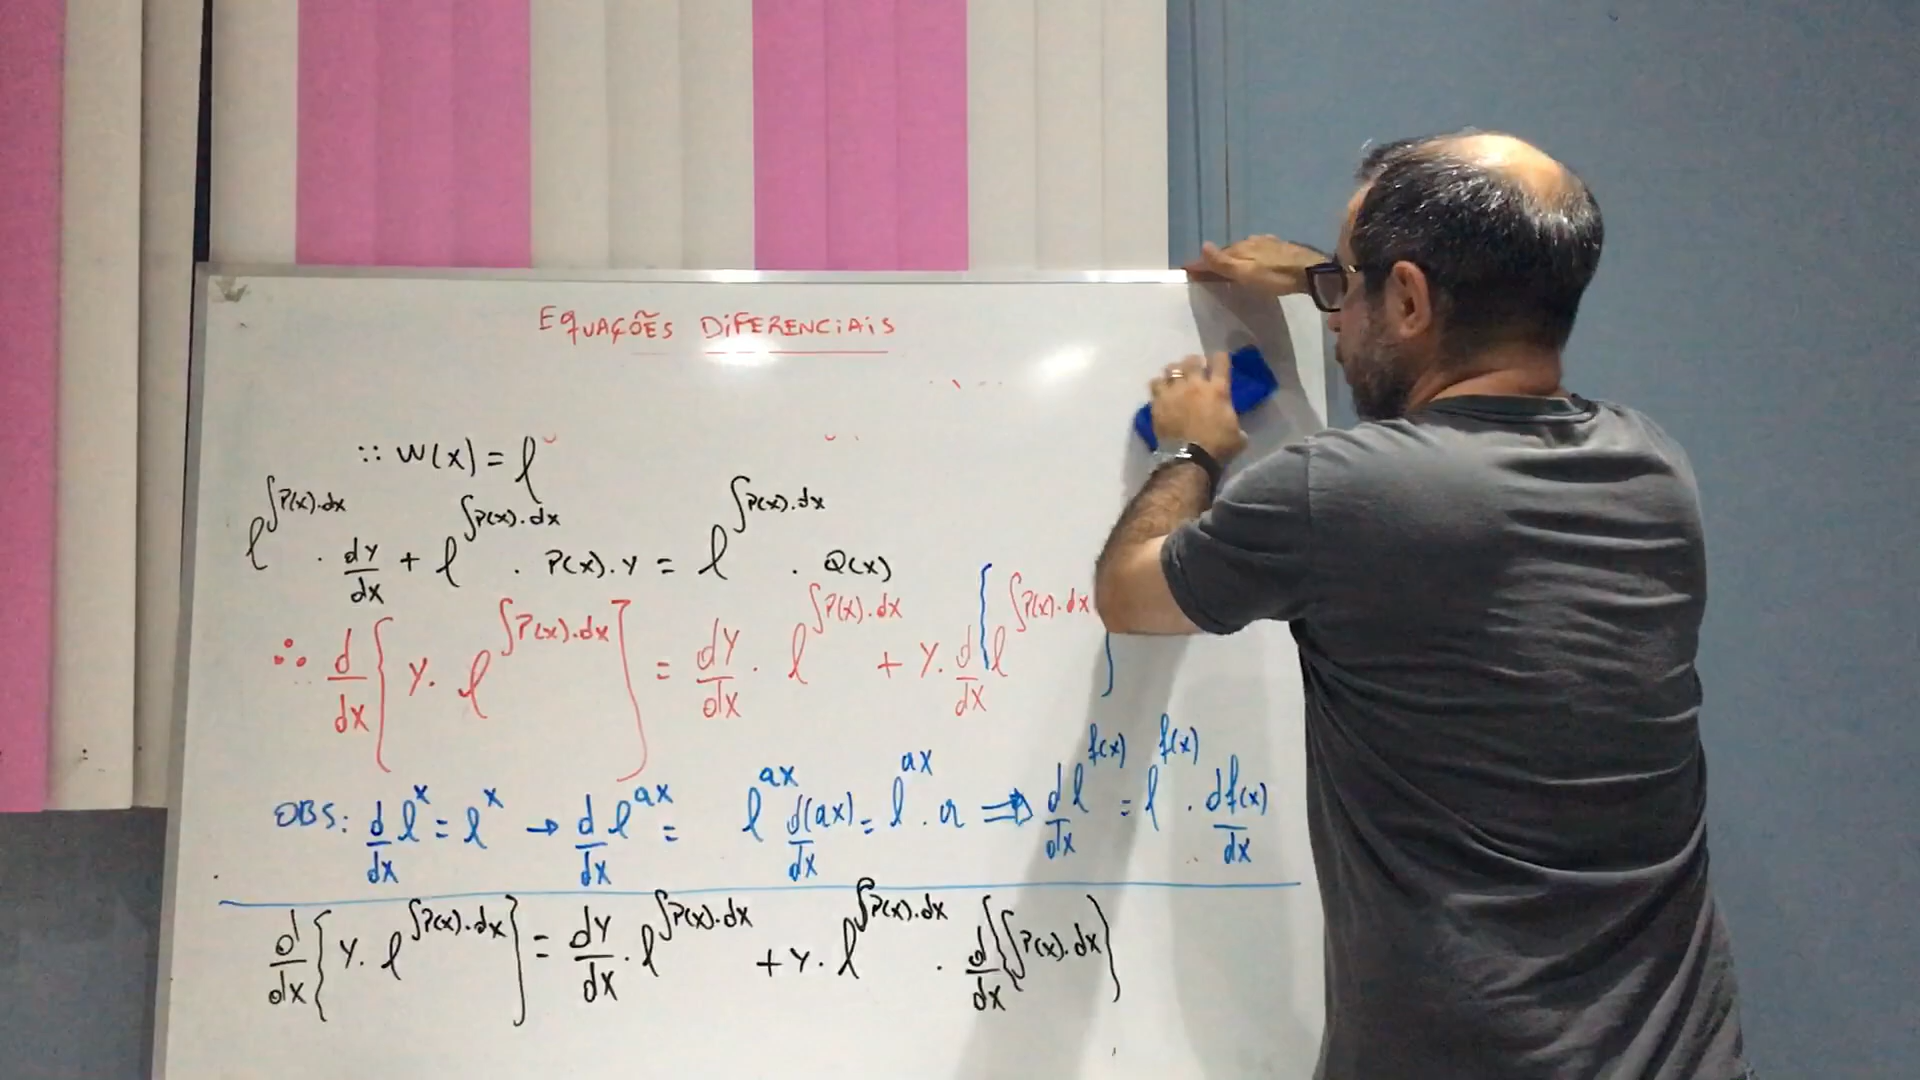 EQUAÇÕES DIFERENCIAIS
∵ W(x) = e
e^∫P(x).dx . dy/dx + e^∫P(x).dx . P(x).y = e^∫P(x).dx . Q(x)
∴ d/dx { y. e^∫P(x).dx } = dy/dx . e^∫P(x).dx + y. d/dx { e^∫P(x).dx }
OBS: d/dx e^x = e^x → d/dx e^ax = e^ax d(ax)/dx = e^ax . a ⇒ d/dx e^f(x) = e^f(x) . df(x)/dx
d/dx { y. e^∫P(x).dx } = dy/dx . e^∫P(x).dx + y. e^∫P(x).dx . d/dx { ∫P(x).dx }